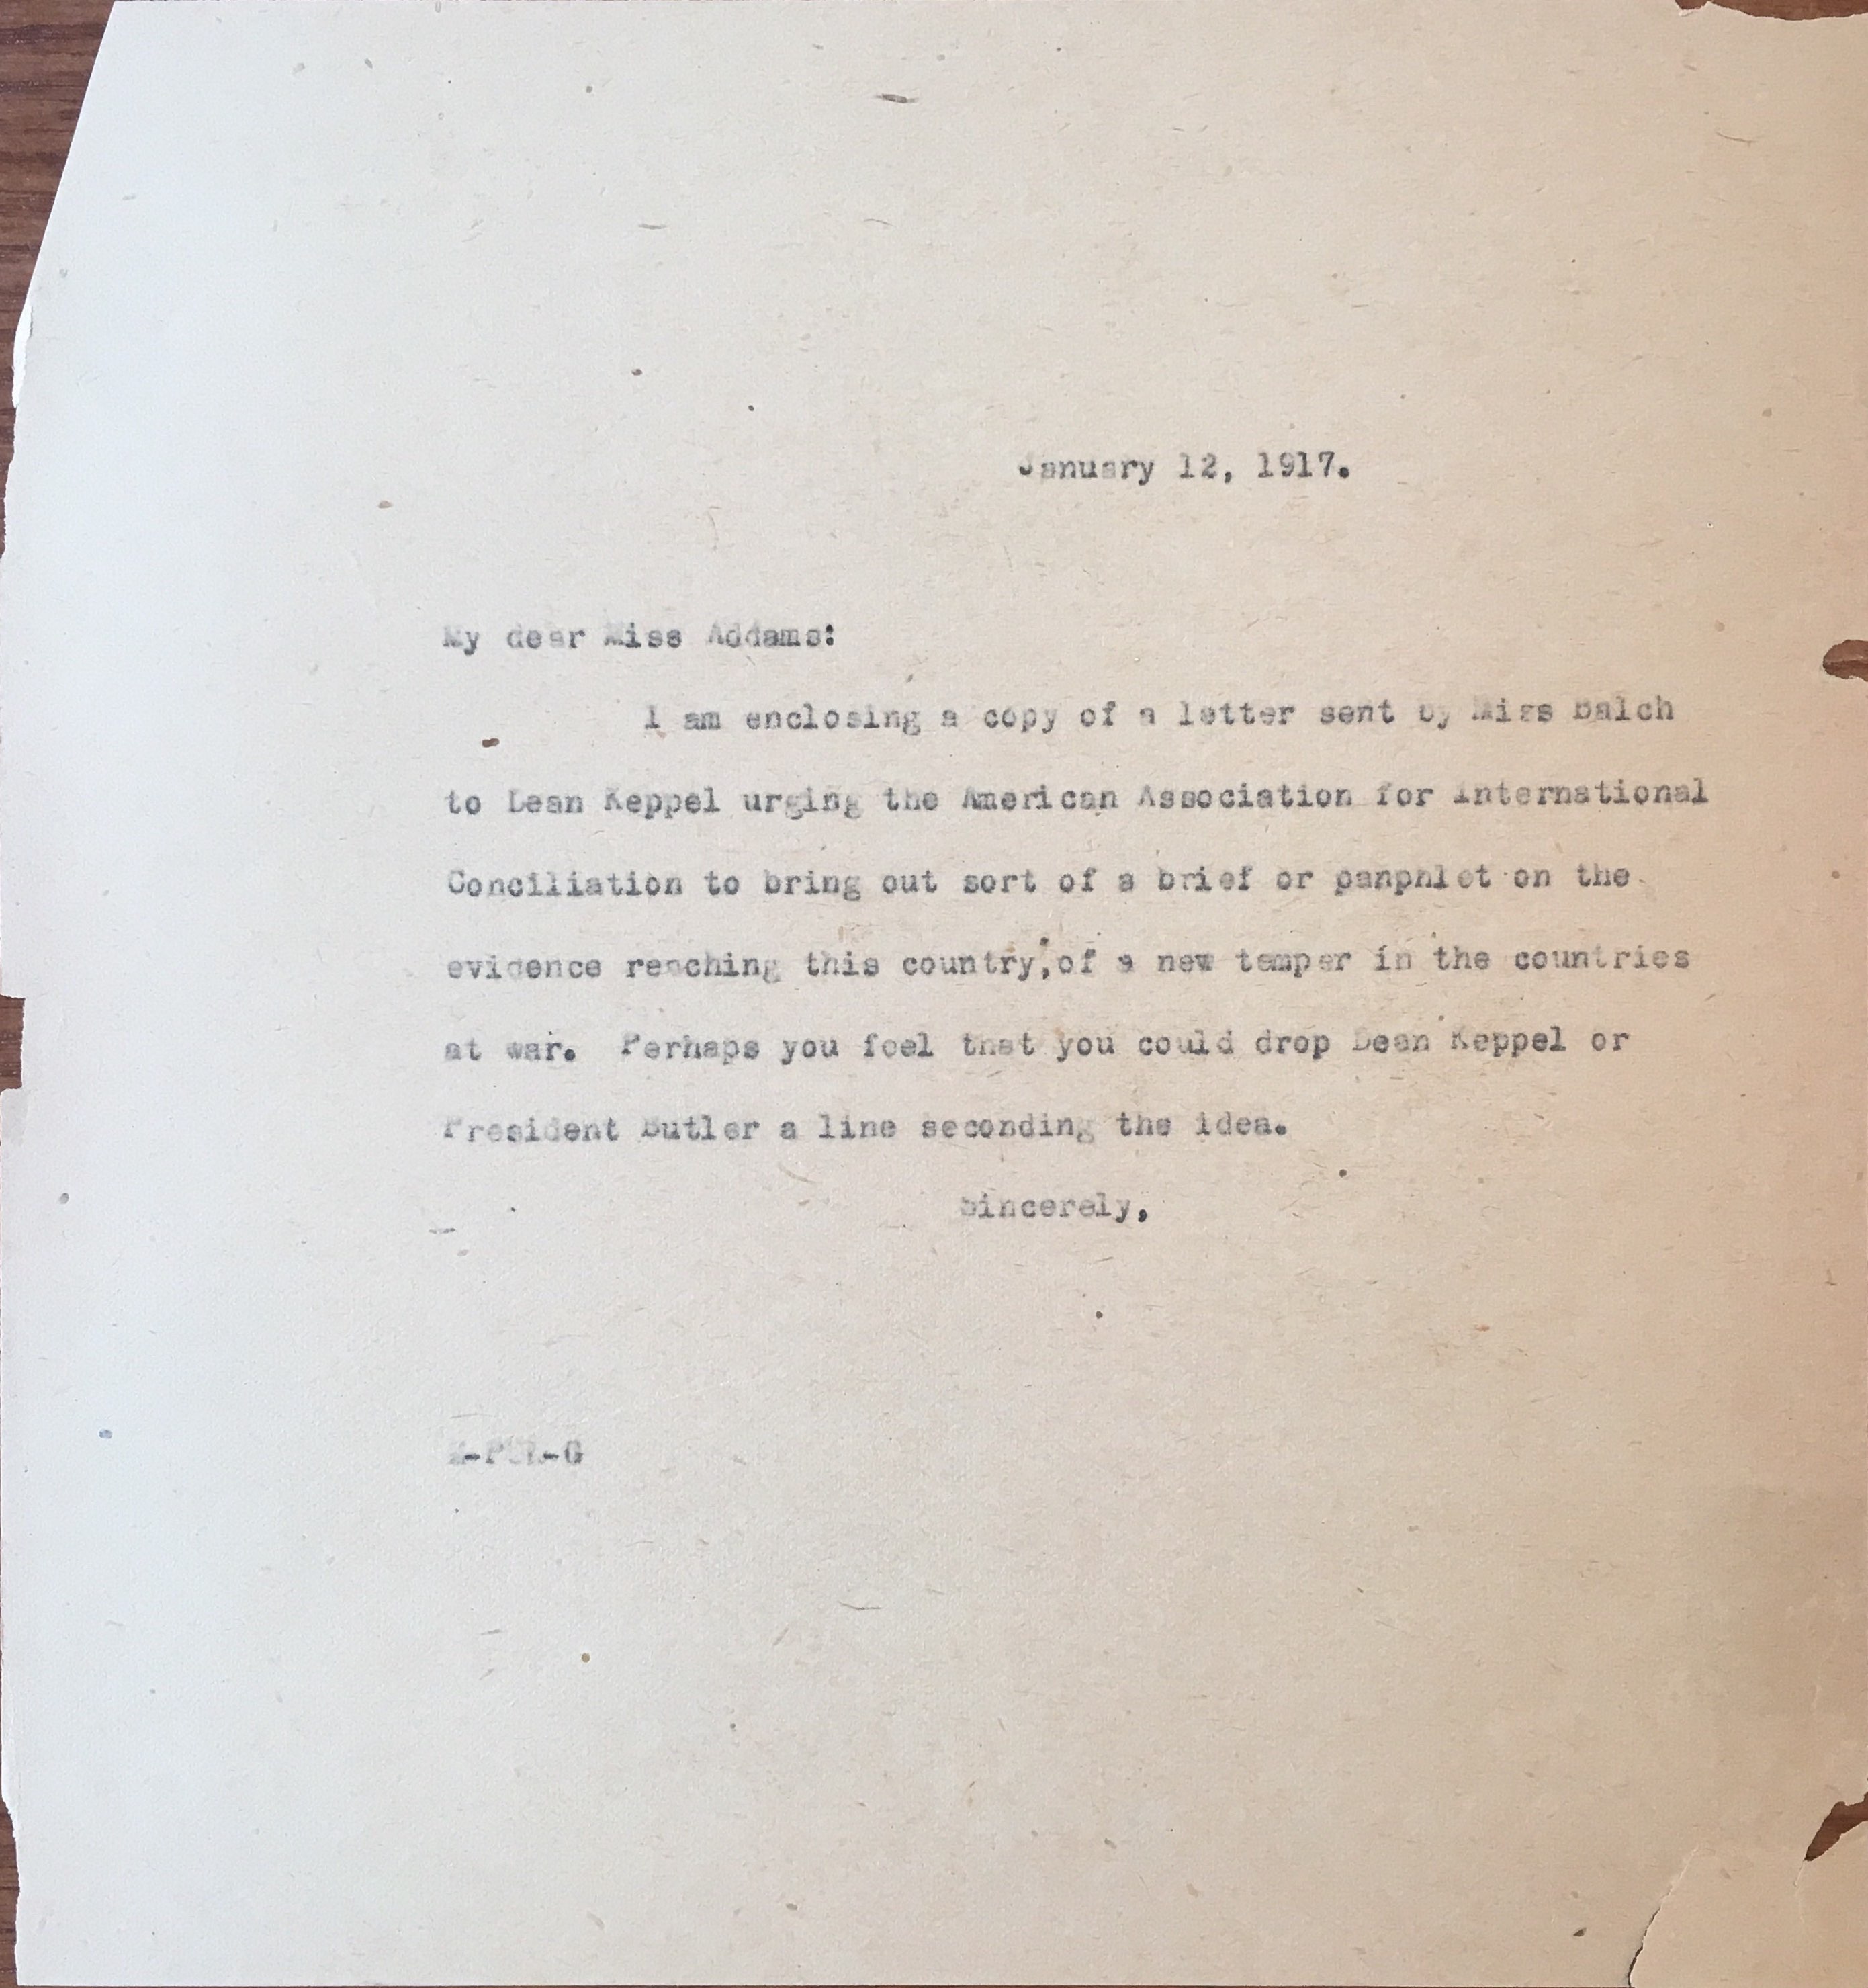 January 12, 1917.
My dear Miss Addams:
I am enclosing a copy of a letter sent by Miss Balch
to Dean Keppel urging the American Association for International
Conciliation to bring out sort of a brief or panphlet on the
evidence reaching this country, of a new temper in the countries
at war. Perhaps you feel that you could drop Dean Keppel or
President Butler a line seconding the idea.
Sincerely,